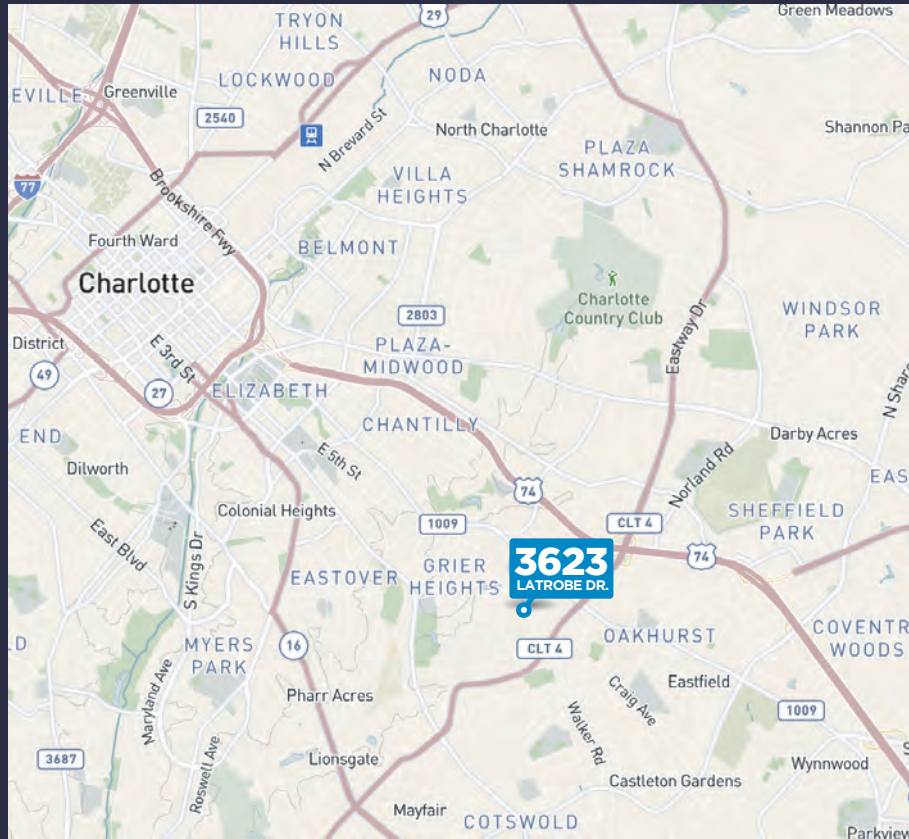 Green Meadows
29
TRYON
HILLS
LOCKWOOD
NODA
Greenville
2540
N Brevard St
North Charlotte
PLAZA
SHAMROCK
77
Brookshire Fwy
VILLA
HEIGHTS
Fourth Ward
BELMONT
Charlotte
Charlotte
Country Club
2803
WINDSOR
PARK
Eastway Dr
District
E 3rd St
PLAZA-
MIDWOOD
49
27
ELIZABETH
CHANTILLY
END
E 5th St
Darby Acres
Dilworth
Norland Rd
74
Colonial Heights
1009
CLT 4
SHEFFIELD
PARK
East Blvd
S Kings Dr
74
3623
LATROBE DR.
EASTOVER
GRIER
HEIGHTS
16
MYERS
PARK
CLT 4
OAKHURST
WOODS
Maryland Ave
Pharr Acres
Craig Ave
Eastfield
1009
Walker Rd
Roswell Ave
3687
Lionsgate
Wynnwood
Castleton Gardens
Mayfair
COTSWOLD
Parkview